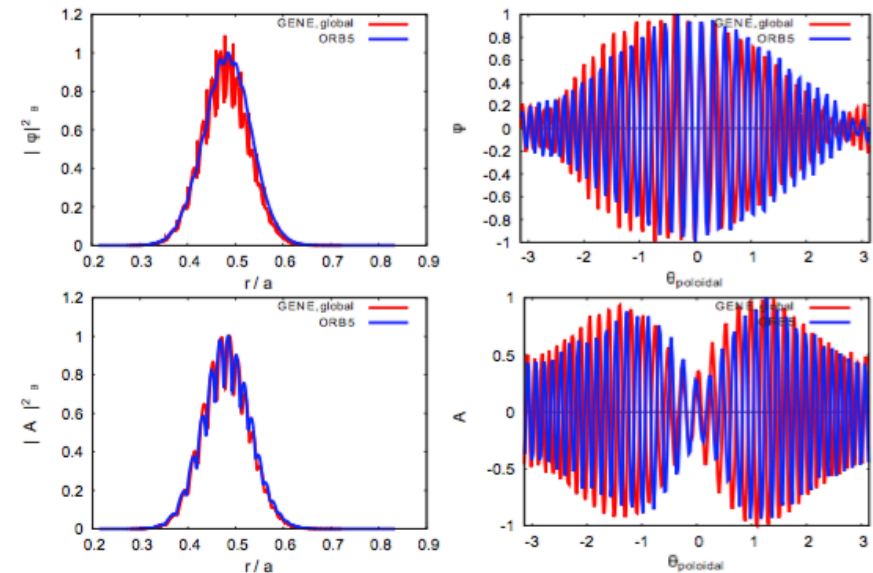 GENE,global
ORB5
1.2
1
0.8
0.6
0.4
0.2
0
0.2 0.3 0.4 0.5 0.6 0.7 0.8 0.9
r / a
| φ|² B
GENE,global
ORB5
1
0.8
0.6
0.4
0.2
0
-0.2
-0.4
-0.6
-0.8
-1
-3 -2 -1 0 1 2 3
θpoloidal
φ
GENE,global
ORB5
1.2
1
0.8
0.6
0.4
0.2
0
0.2 0.3 0.4 0.5 0.6 0.7 0.8 0.9
r / a
| A |² B
GENE,global
ORB5
1
0.5
0
-0.5
-1
-3 -2 -1 0 1 2 3
θpoloidal
A